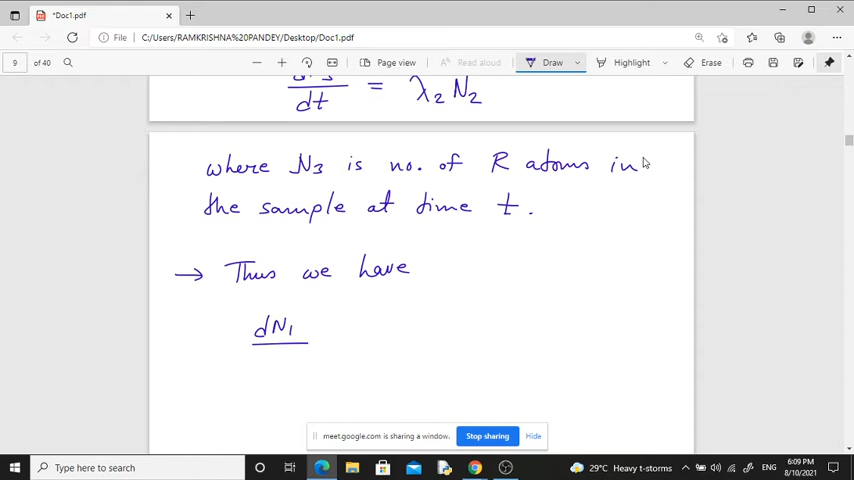 *Doc1.pdf
File C:/Users/RAMKRISHNA%20PANDEY/Desktop/Doc1.pdf
9 of 40 Page view Read aloud Draw Highlight Erase
dt = λ2 N2
where N3 is no. of R atoms in
the sample at time t.
→ Thus we have
dN1
meet.google.com is sharing a window. Stop sharing Hide
Type here to search 29°C Heavy t-storms ENG 6:09 PM
8/10/2021